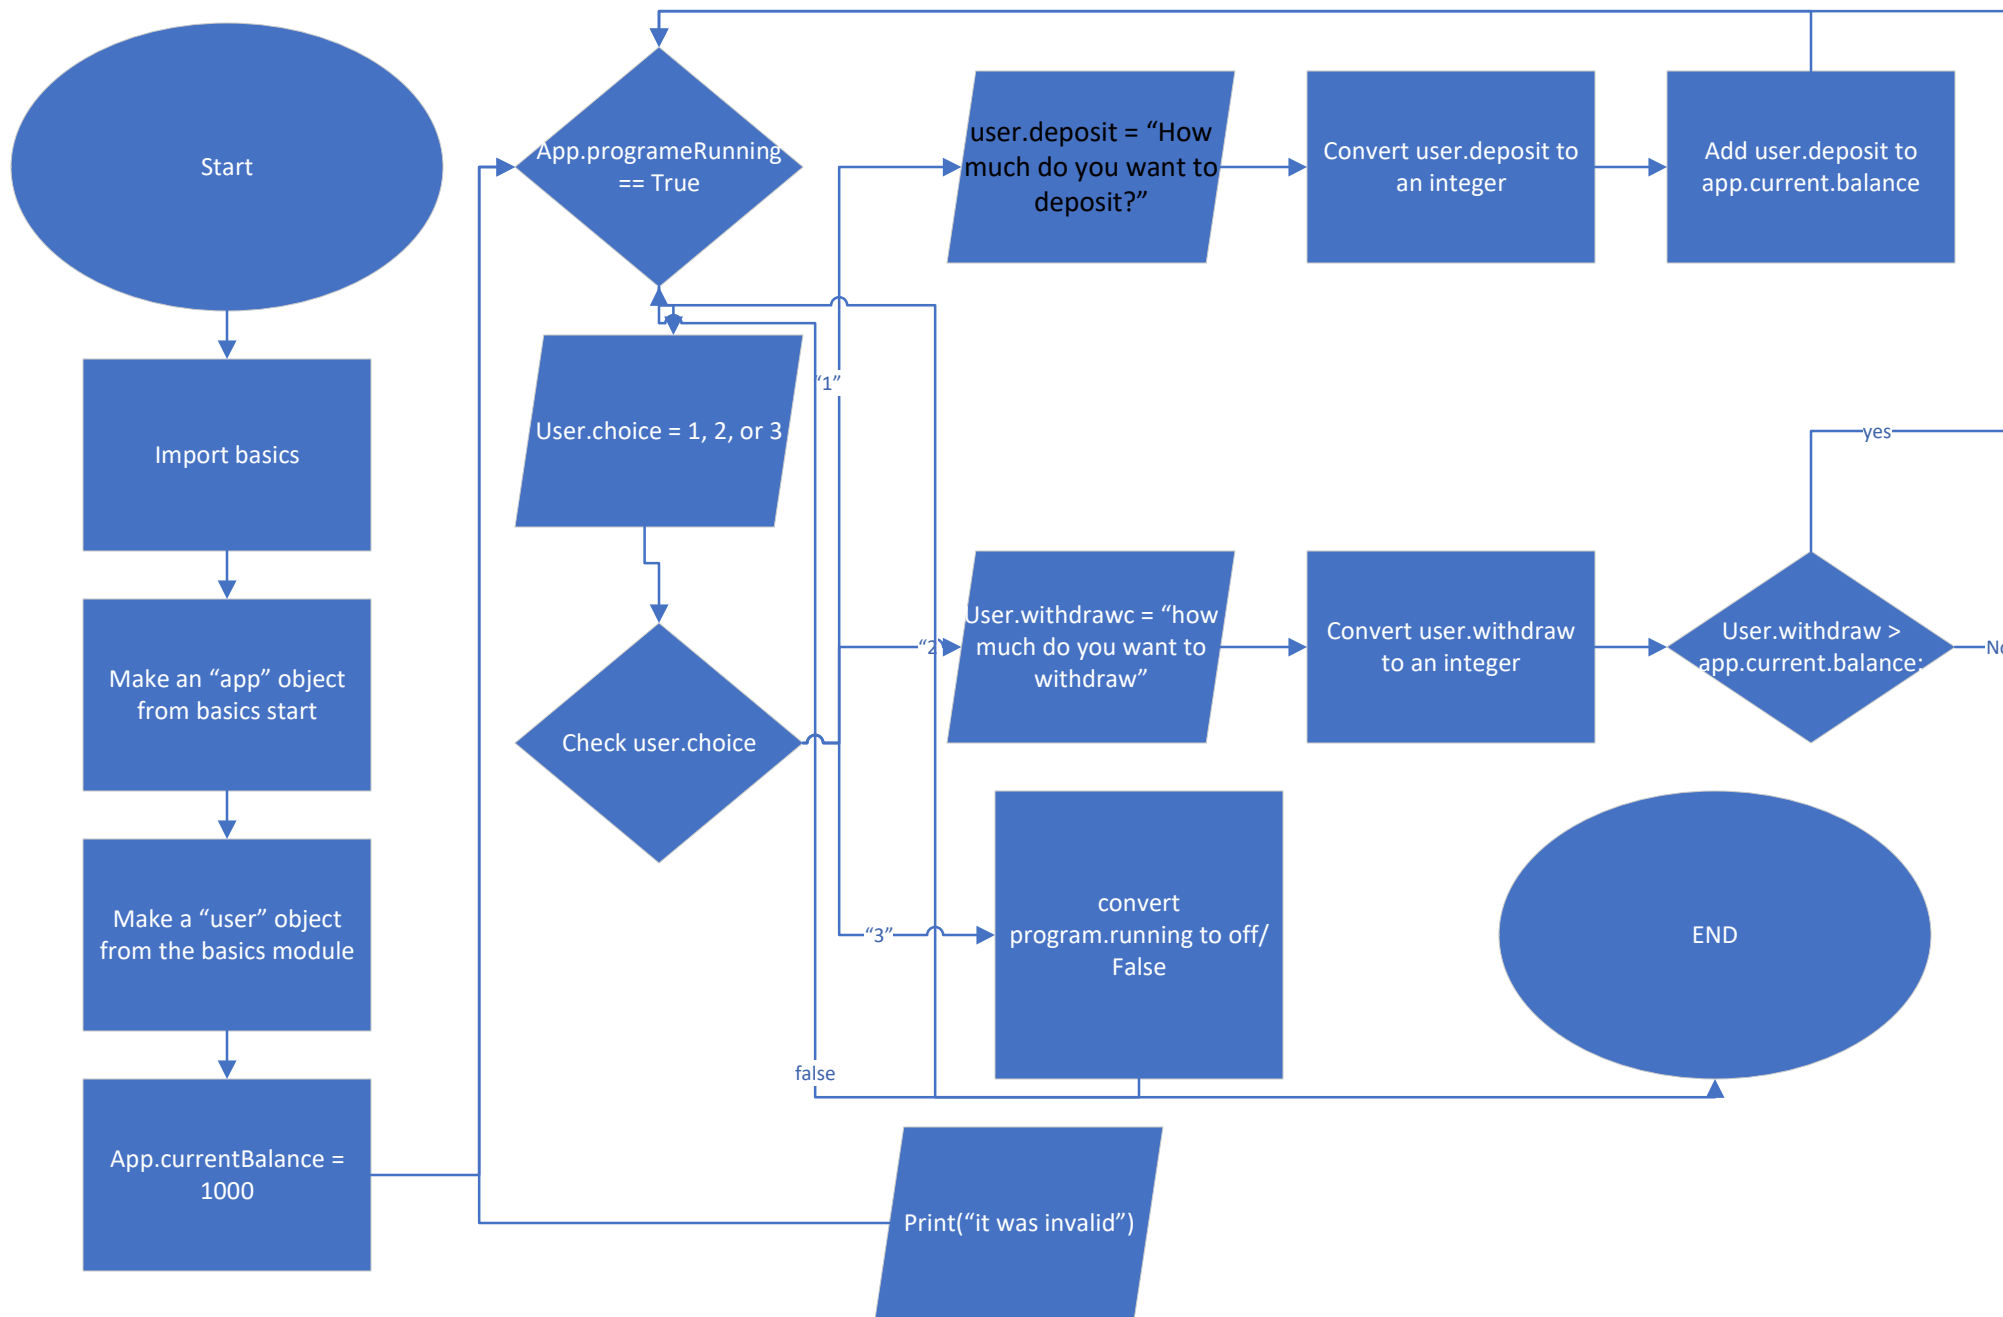 Start
Import basics
Make an “app” object
from basics start
Make a “user” object
from the basics module
App.currentBalance =
1000
App.programeRunning
== True
User.choice = 1, 2, or 3
Check user.choice
“1”
user.deposit = “How
much do you want to
deposit?”
Convert user.deposit to
an integer
Add user.deposit to
app.current.balance
“2”
User.withdrawc = “how
much do you want to
withdraw”
Convert user.withdraw
to an integer
User.withdraw >
app.current.balance:
yes
No
“3”
convert
program.running to off/
False
false
END
Print(“it was invalid”)